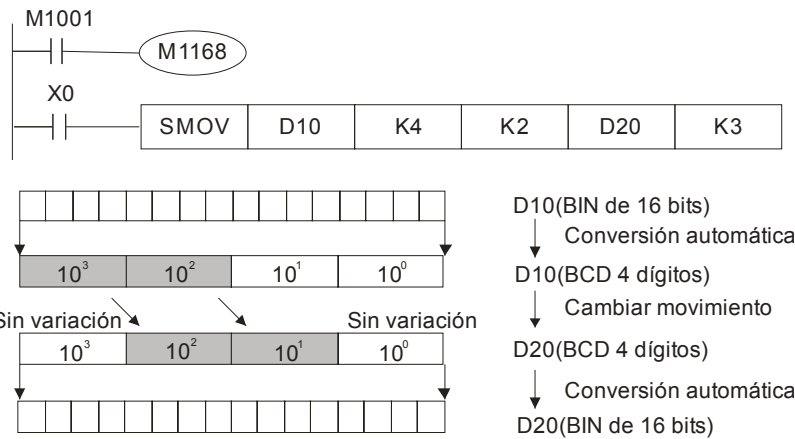 M1001
M1168
X0
SMOV D10 K4 K2 D20 K3
D10(BIN de 16 bits)
Conversión automática
10³ 10² 10¹ 10⁰
D10(BCD 4 dígitos)
Cambiar movimiento
Sin variación Sin variación
10³ 10² 10¹ 10⁰
D20(BCD 4 dígitos)
Conversión automática
D20(BIN de 16 bits)